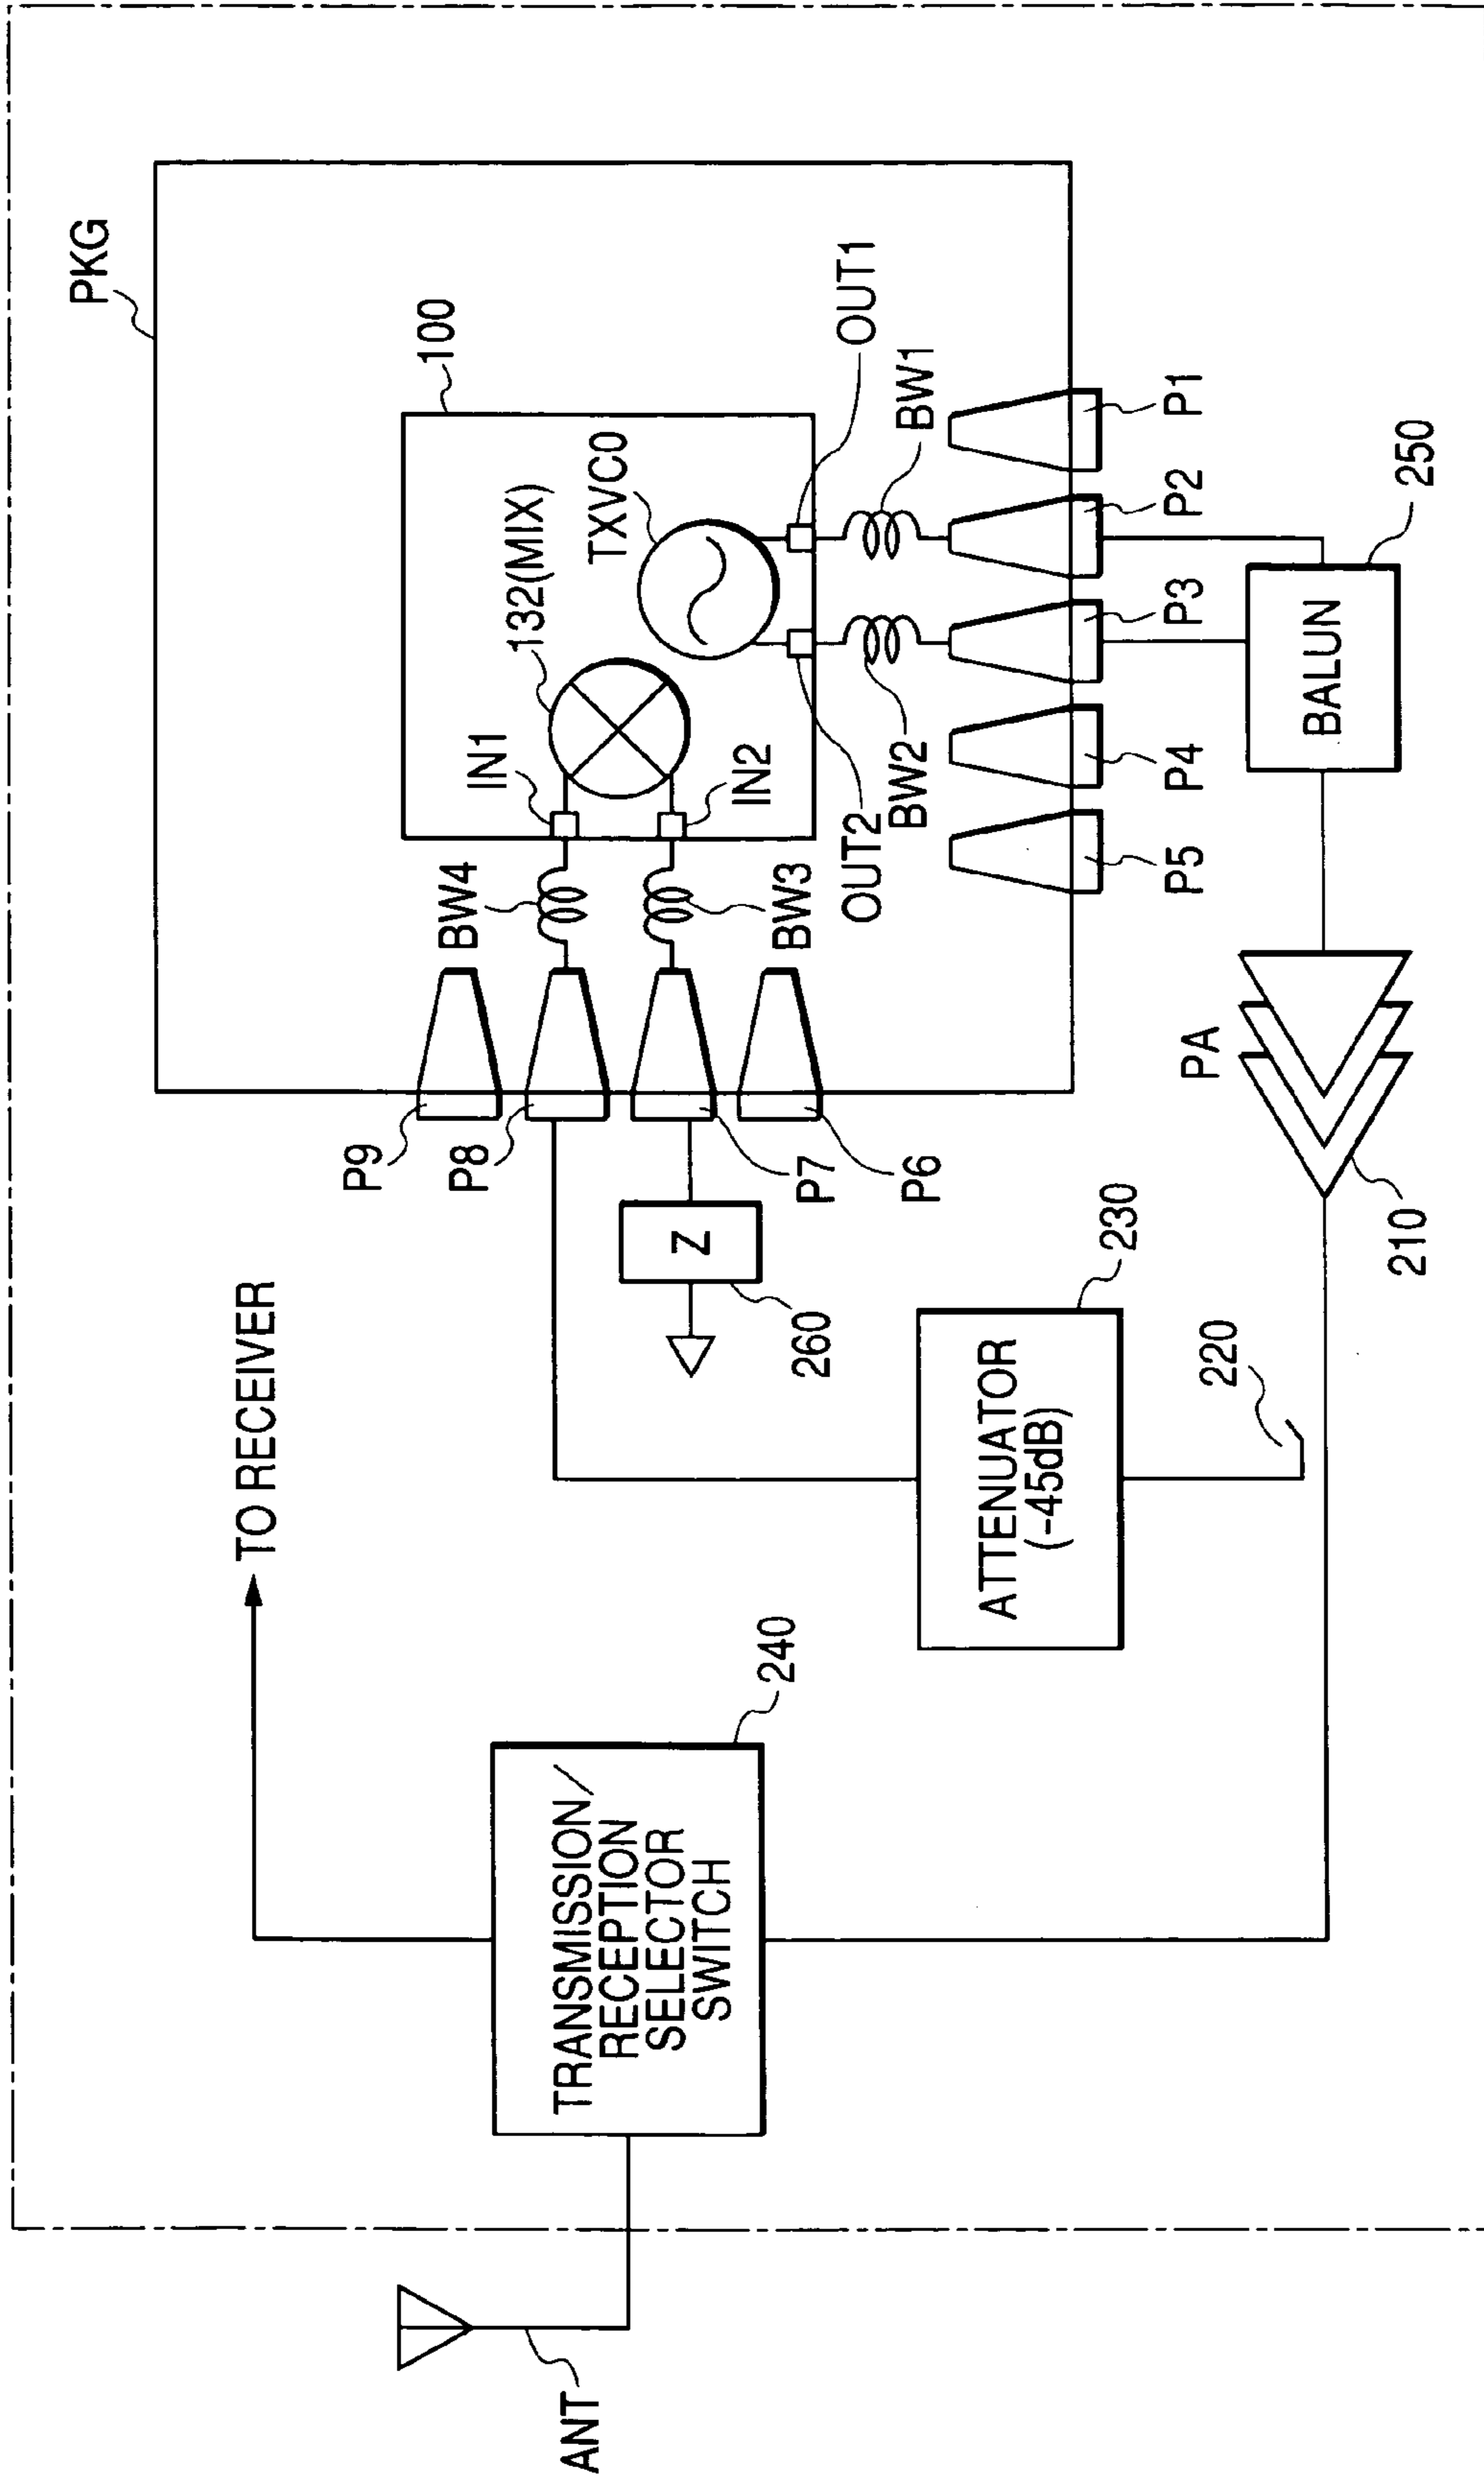 PKG
100
132(MIX)
TXVCO
IN1
IN2
OUT1
OUT2
BW1
BW2
BW4
BW3
P1
P2
P3
P4
P5
P9
P8
P7
P6
250
BALUN
PA
210
Z
260
230
ATTENUATOR
(-45dB)
220
TO RECEIVER
240
TRANSMISSION/
RECEPTION
SELECTOR
SWITCH
ANT